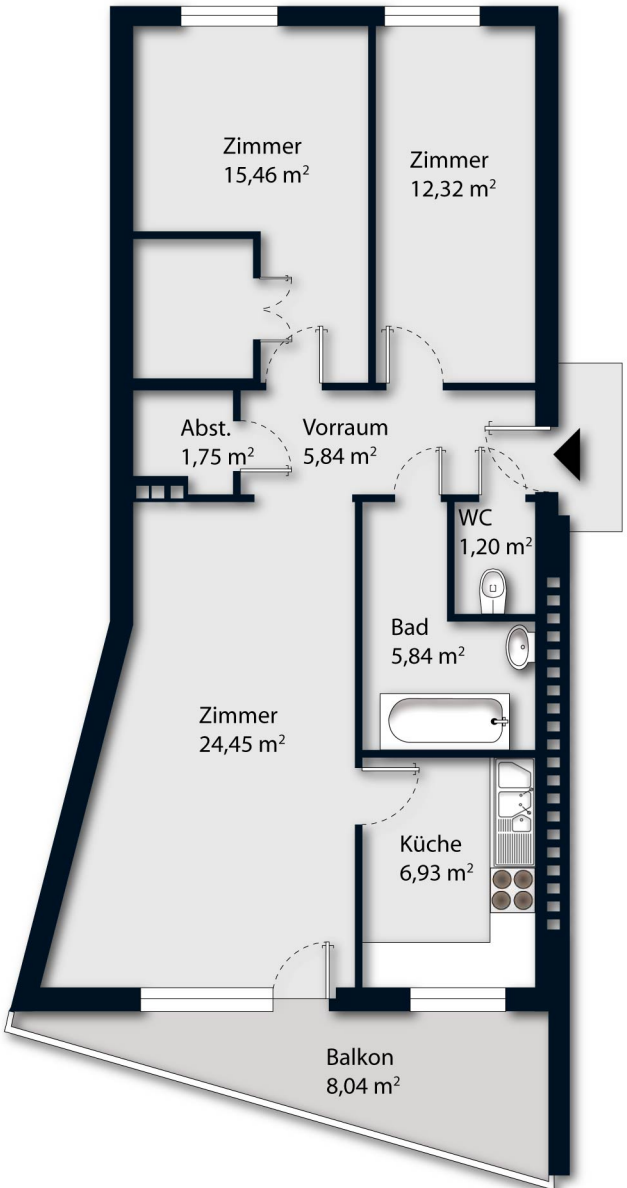 Zimmer
15,46 m²
Zimmer
12,32 m²
Abst.
1,75 m²
Vorraum
5,84 m²
WC
1,20 m²
Bad
5,84 m²
Zimmer
24,45 m²
Küche
6,93 m²
Balkon
8,04 m²